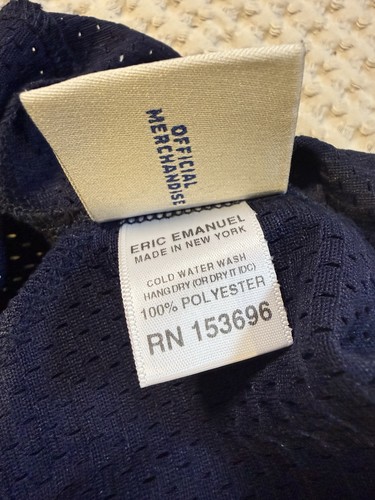 OFFICIAL
MERCHANDISE
ERIC EMANUEL
MADE IN NEW YORK
COLD WATER WASH
HANG DRY (OR DRY IT IDC)
100% POLYESTER
RN 153696